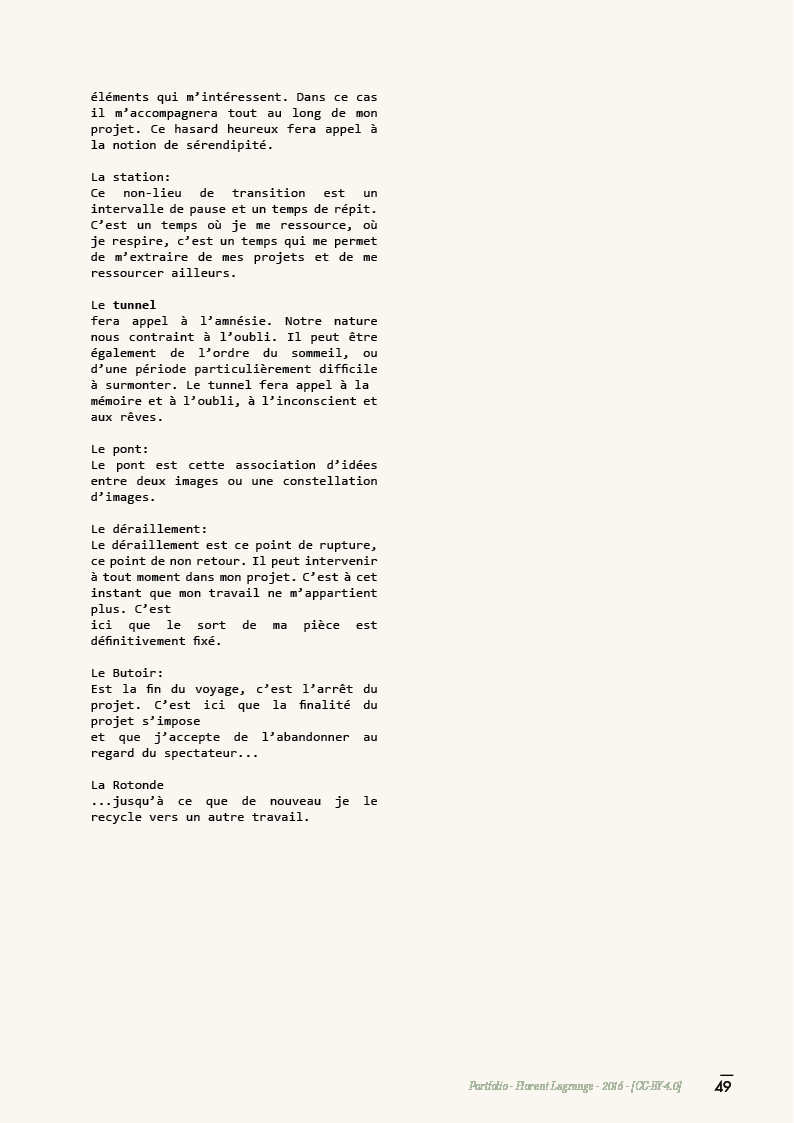 éléments qui m’intéressent. Dans ce cas
il m’accompagnera tout au long de mon
projet. Ce hasard heureux fera appel à
la notion de sérendipité.
La station:
Ce non-lieu de transition est un
intervalle de pause et un temps de répit.
C’est un temps où je me ressource, où
je respire, c’est un temps qui me permet
de m’extraire de mes projets et de me
ressourcer ailleurs.
Le tunnel
fera appel à l’amnésie. Notre nature
nous contraint à l’oubli. Il peut être
également de l’ordre du sommeil, ou
d’une période particulièrement difficile
à surmonter. Le tunnel fera appel à la
mémoire et à l’oubli, à l’inconscient et
aux rêves.
Le pont:
Le pont est cette association d’idées
entre deux images ou une constellation
d’images.
Le déraillement:
Le déraillement est ce point de rupture,
ce point de non retour. Il peut intervenir
à tout moment dans mon projet. C’est à cet
instant que mon travail ne m’appartient
plus. C’est
ici que le sort de ma pièce est
définitivement fixé.
Le Butoir:
Est la fin du voyage, c’est l’arrêt du
projet. C’est ici que la finalité du
projet s’impose
et que j’accepte de l’abandonner au
regard du spectateur...
La Rotonde
...jusqu’à ce que de nouveau je le
recycle vers un autre travail.
Portfolio - Florent Lagrange - 2016 - [CC-BY-4.0]
49